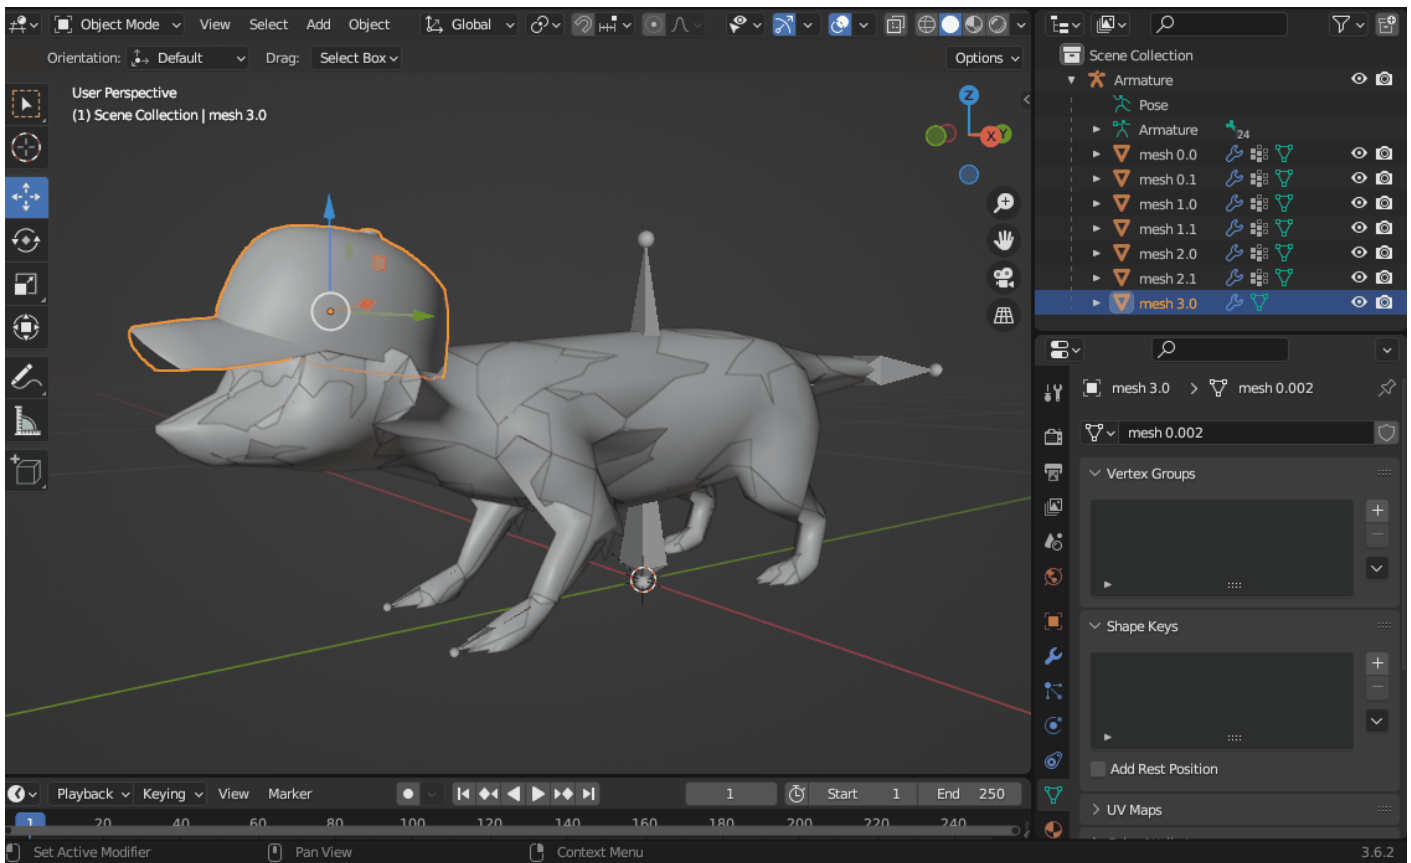 Object Mode View Select Add Object Global
Orientation: Default Drag: Select Box Options
User Perspective
(1) Scene Collection | mesh 3.0
Z
X
Y
Scene Collection
Armature
Pose
Armature 24
mesh 0.0
mesh 0.1
mesh 1.0
mesh 1.1
mesh 2.0
mesh 2.1
mesh 3.0
mesh 3.0 > mesh 0.002
mesh 0.002
Vertex Groups
Shape Keys
Add Rest Position
UV Maps
Playback Keying View Marker 1 Start 1 End 250
1 20 40 60 80 100 120 140 160 180 200 220 240
Set Active Modifier Pan View Context Menu 3.6.2